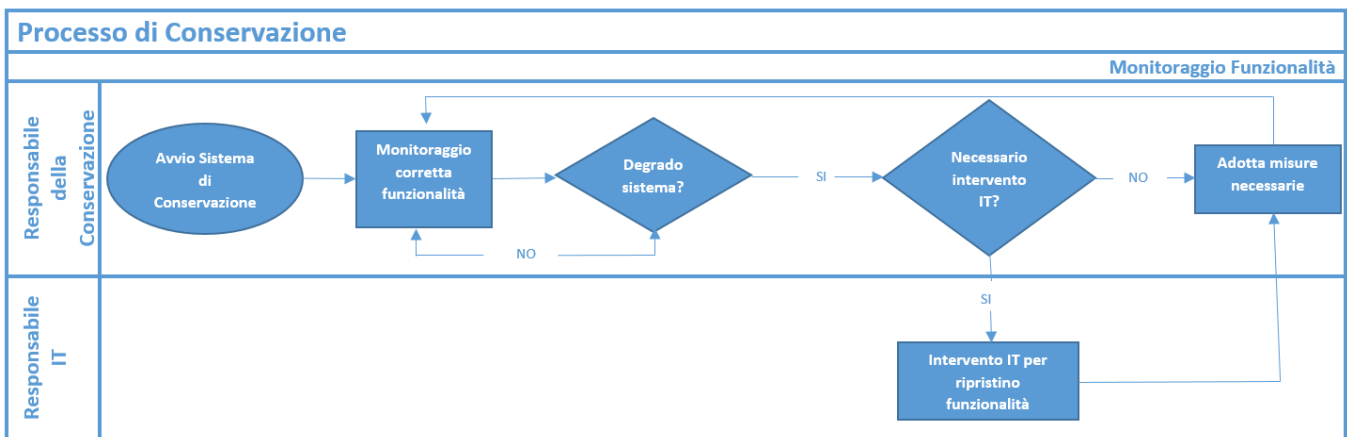 Processo di Conservazione
Monitoraggio Funzionalità
Responsabile
della
Conservazione
Avvio Sistema
di
Conservazione
Monitoraggio
corretta
funzionalità
Degrado
sistema?
SI
Necessario
intervento
IT?
NO
Adotta misure
necessarie
NO
Responsabile
IT
SI
Intervento IT per
ripristino
funzionalità